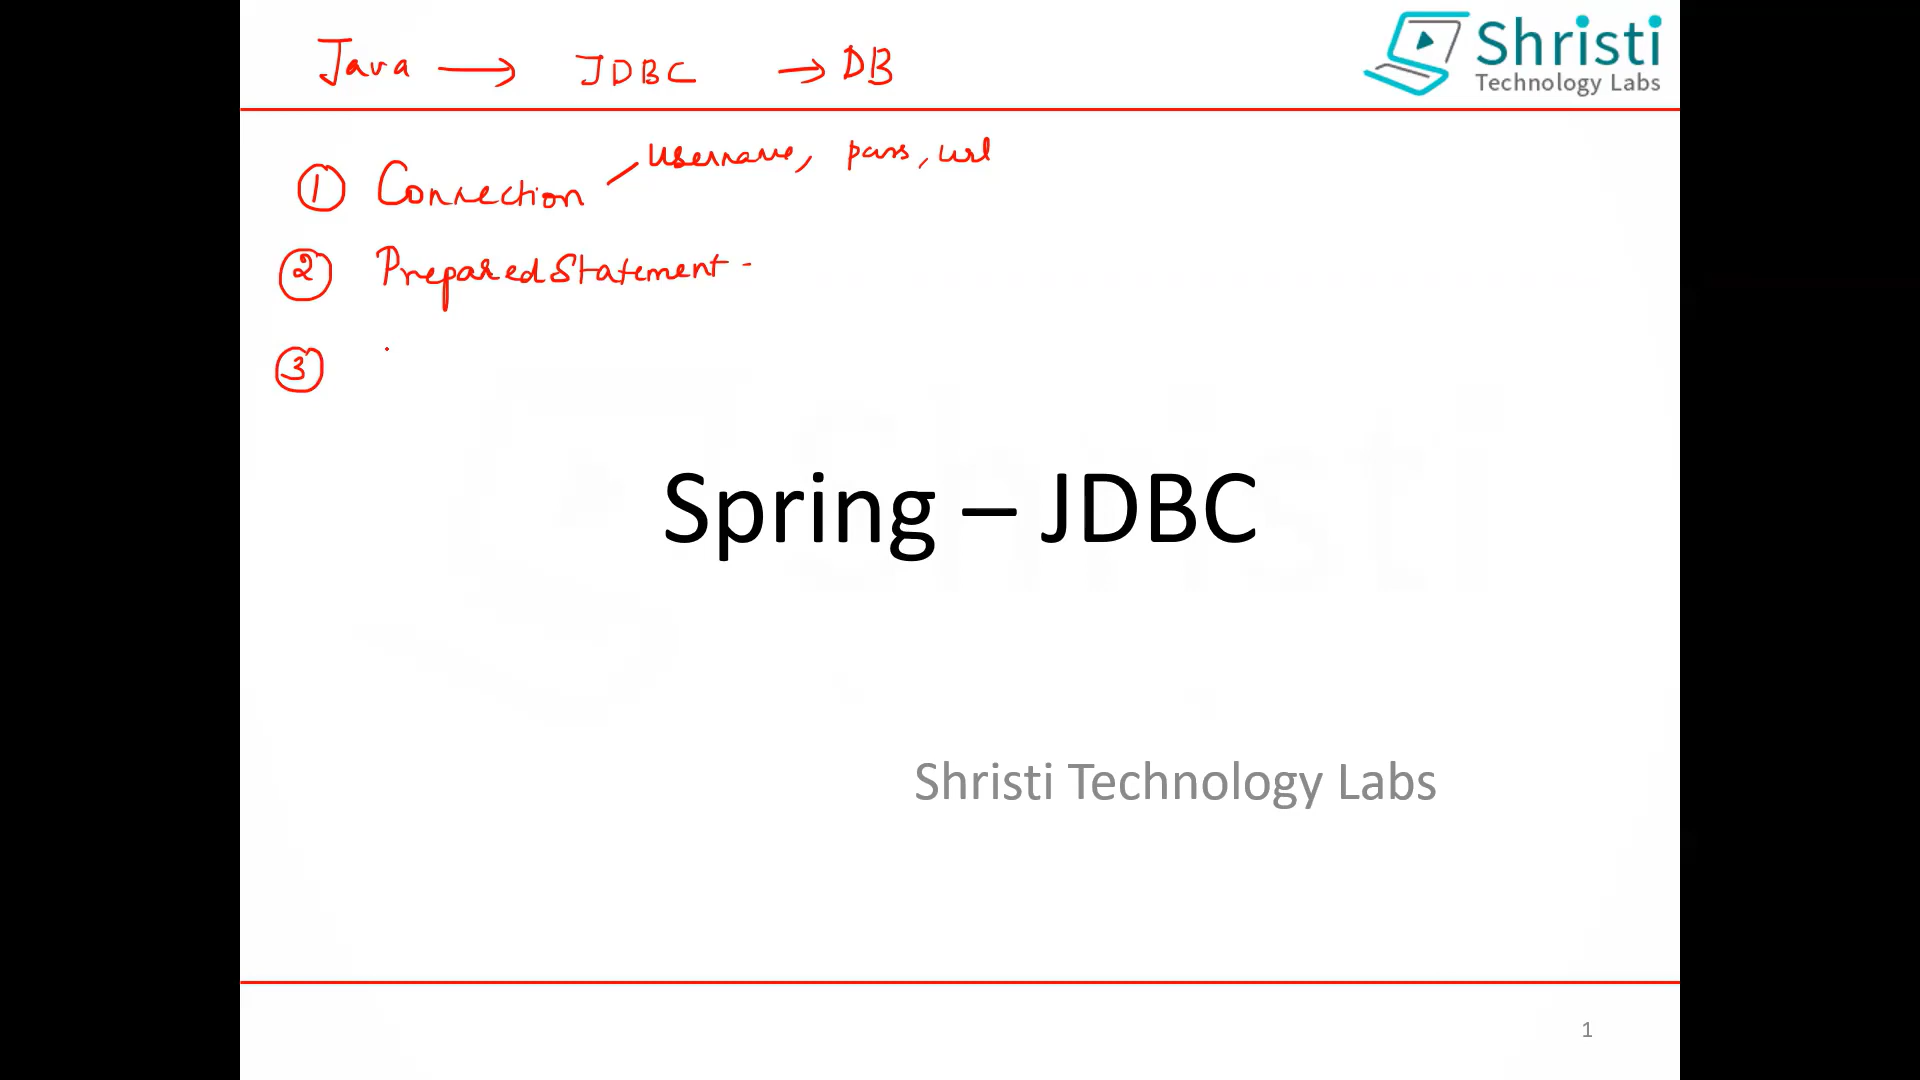 Java → JDBC → DB
Shristi
Technology Labs
① Connection username, pass, url
② PreparedStatement -
③
Spring – JDBC
Shristi Technology Labs
1